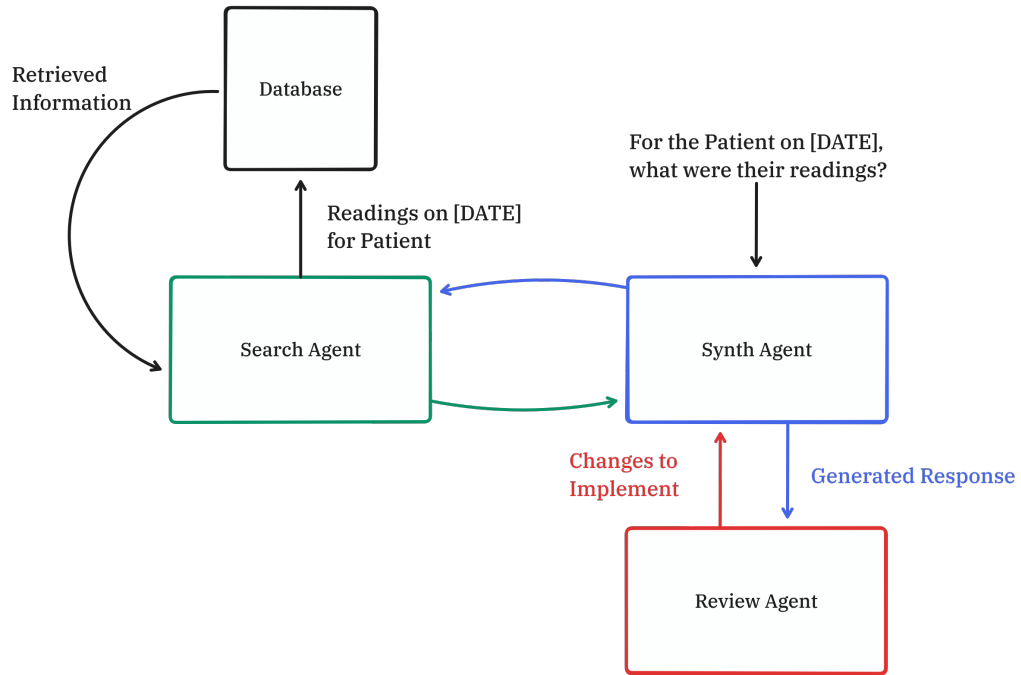 Retrieved
Information
Database
For the Patient on [DATE],
what were their readings?
Readings on [DATE]
for Patient
Search Agent
Synth Agent
Changes to
Implement
Generated Response
Review Agent